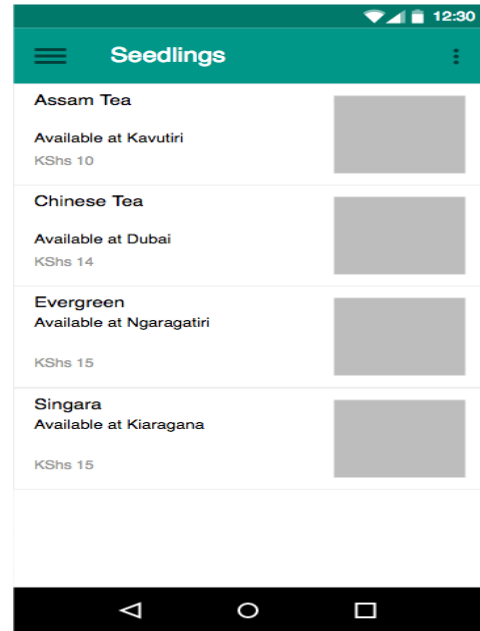 12:30
Seedlings
Assam Tea
Available at Kavutiri
KShs 10
Chinese Tea
Available at Dubai
KShs 14
Evergreen
Available at Ngaragatiri
KShs 15
Singara
Available at Kiaragana
KShs 15